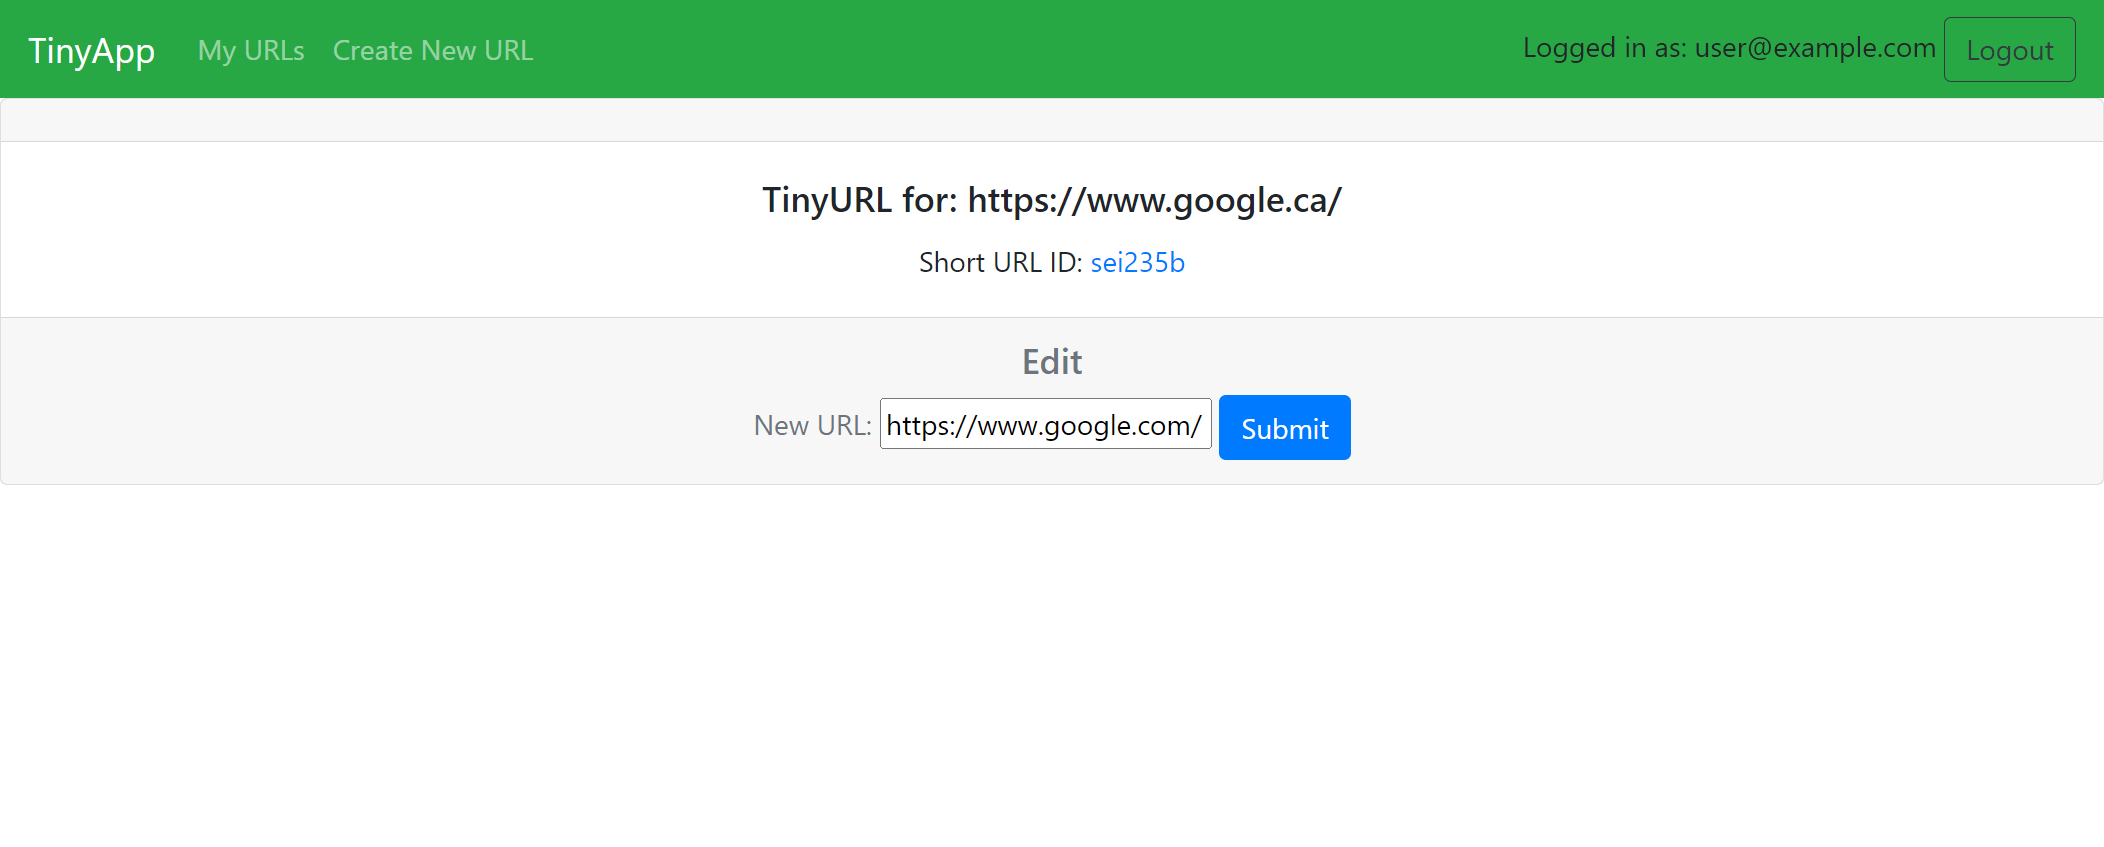 TinyApp My URLs Create New URL Logged in as: user@example.com Logout
TinyURL for: https://www.google.ca/
Short URL ID: sei235b
Edit
New URL: https://www.google.com/ Submit